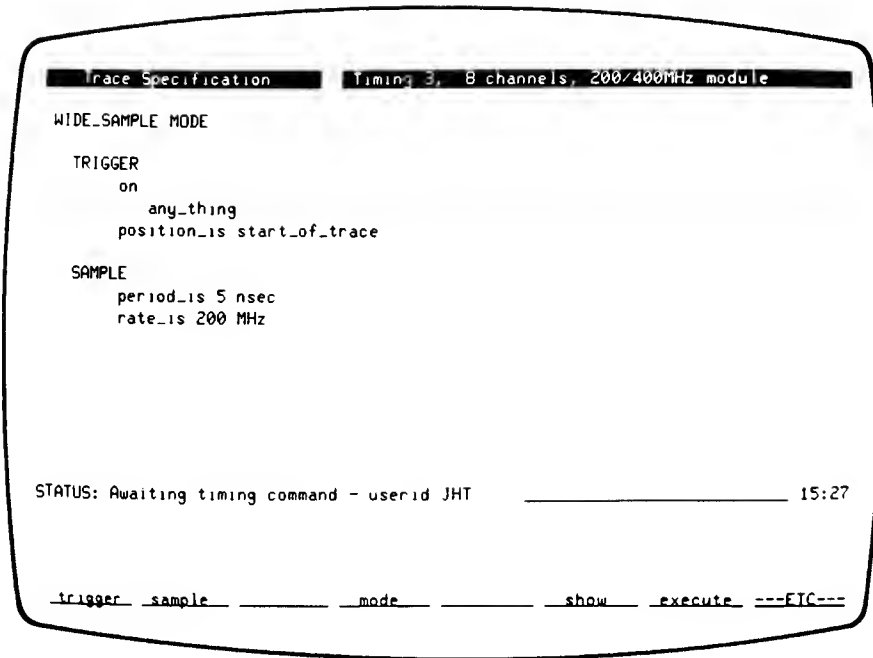 Trace Specification Timing 3, 8 channels, 200/400MHz module
WIDE_SAMPLE MODE
TRIGGER
on
any_thing
position_is start_of_trace
SAMPLE
period_is 5 nsec
rate_is 200 MHz
STATUS: Awaiting timing command - userid JHT 15:27
trigger sample mode show execute ---ETC---